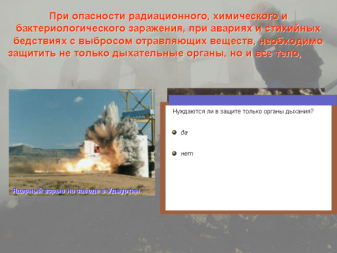 При опасности радиационного, химического и
бактериологического заражения, при авариях и стихийных
бедствиях с выбросом отравляющих веществ, необходимо
защитить не только дыхательные органы, но и все тело,
Нуждаются ли в защите только органы дыхания?
да
нет
Ядерный взрыв на заводе в Удмуртии